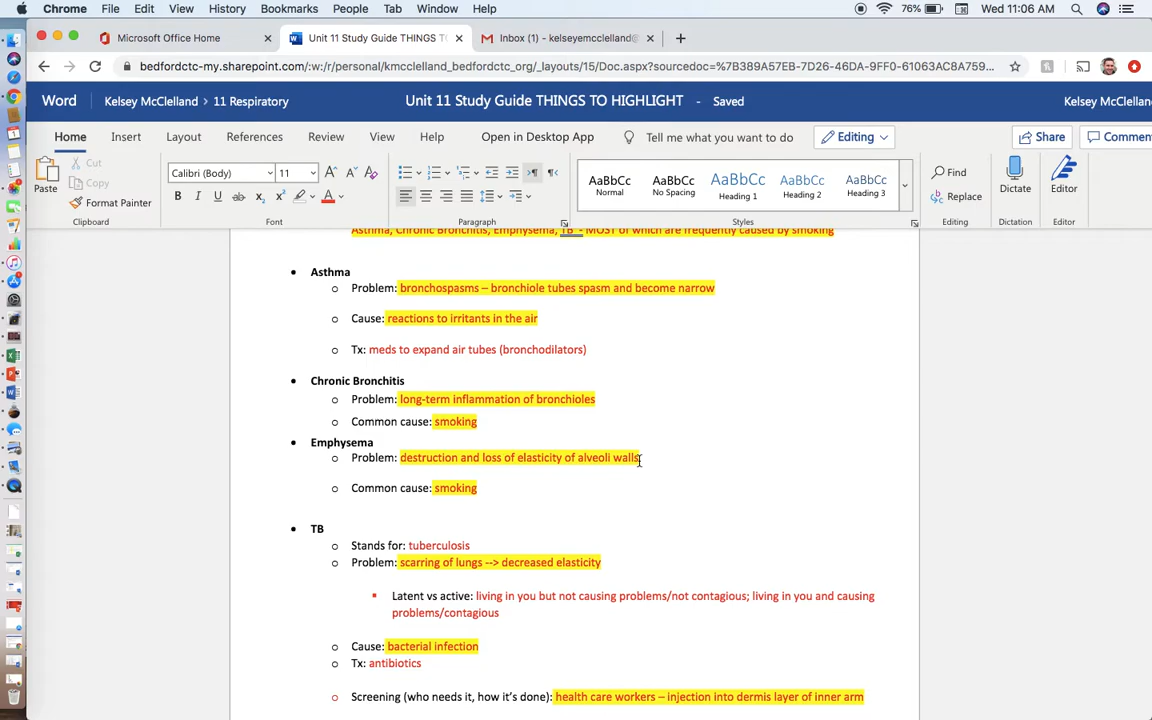 Chrome File Edit View History Bookmarks People Tab Window Help 76% Wed 11:06 AM
Microsoft Office Home × Unit 11 Study Guide THINGS T × Inbox (1) - kelseyemcclelland@ × +
bedfordctc-my.sharepoint.com/:w:/r/personal/kmcclelland_bedfordctc_org/_layouts/15/Doc.aspx?sourcedoc=%7B389A57EB-7D26-46DA-9FF0-61063AC8A759...
Word Kelsey McClelland > 11 Respiratory Unit 11 Study Guide THINGS TO HIGHLIGHT - Saved Kelsey McClelland
Home Insert Layout References Review View Help Open in Desktop App Tell me what you want to do Editing Share Commen
Paste Cut Copy Format Painter
Calibri (Body) 11
B I U ab x₂ x² A
AaBbCc Normal AaBbCc No Spacing AaBbCc Heading 1 AaBbCc Heading 2 AaBbCc Heading 3
Find Replace Dictate Editor
Clipboard Font Paragraph Styles Editing Dictation Editor
Asthma, Chronic Bronchitis, Emphysema, TB - MOST of which are frequently caused by smoking
• Asthma
o Problem: bronchospasms – bronchiole tubes spasm and become narrow
o Cause: reactions to irritants in the air
o Tx: meds to expand air tubes (bronchodilators)
• Chronic Bronchitis
o Problem: long-term inflammation of bronchioles
o Common cause: smoking
• Emphysema
o Problem: destruction and loss of elasticity of alveoli walls
o Common cause: smoking
• TB
o Stands for: tuberculosis
o Problem: scarring of lungs --> decreased elasticity
▪ Latent vs active: living in you but not causing problems/not contagious; living in you and causing
problems/contagious
o Cause: bacterial infection
o Tx: antibiotics
o Screening (who needs it, how it's done): health care workers – injection into dermis layer of inner arm